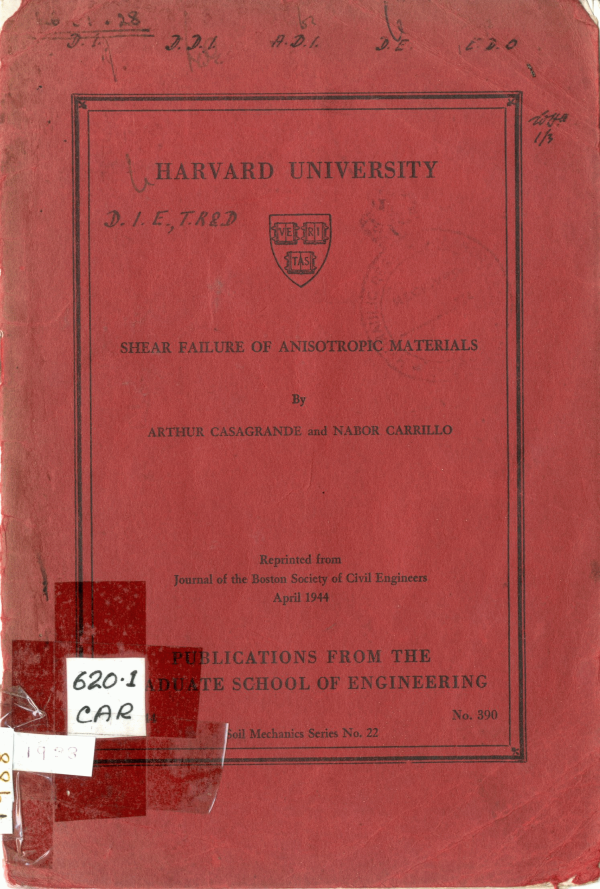 D.I. D.D.I. A.D.I. D.E E.D.O
1/3
HARVARD UNIVERSITY
D.I.E., T.R&D
VE RI
TAS
SHEAR FAILURE OF ANISOTROPIC MATERIALS
By
ARTHUR CASAGRANDE and NABOR CARRILLO
Reprinted from
Journal of the Boston Society of Civil Engineers
April 1944
PUBLICATIONS FROM THE
ADUATE SCHOOL OF ENGINEERING
620.1
CAR
No. 390
Soil Mechanics Series No. 22